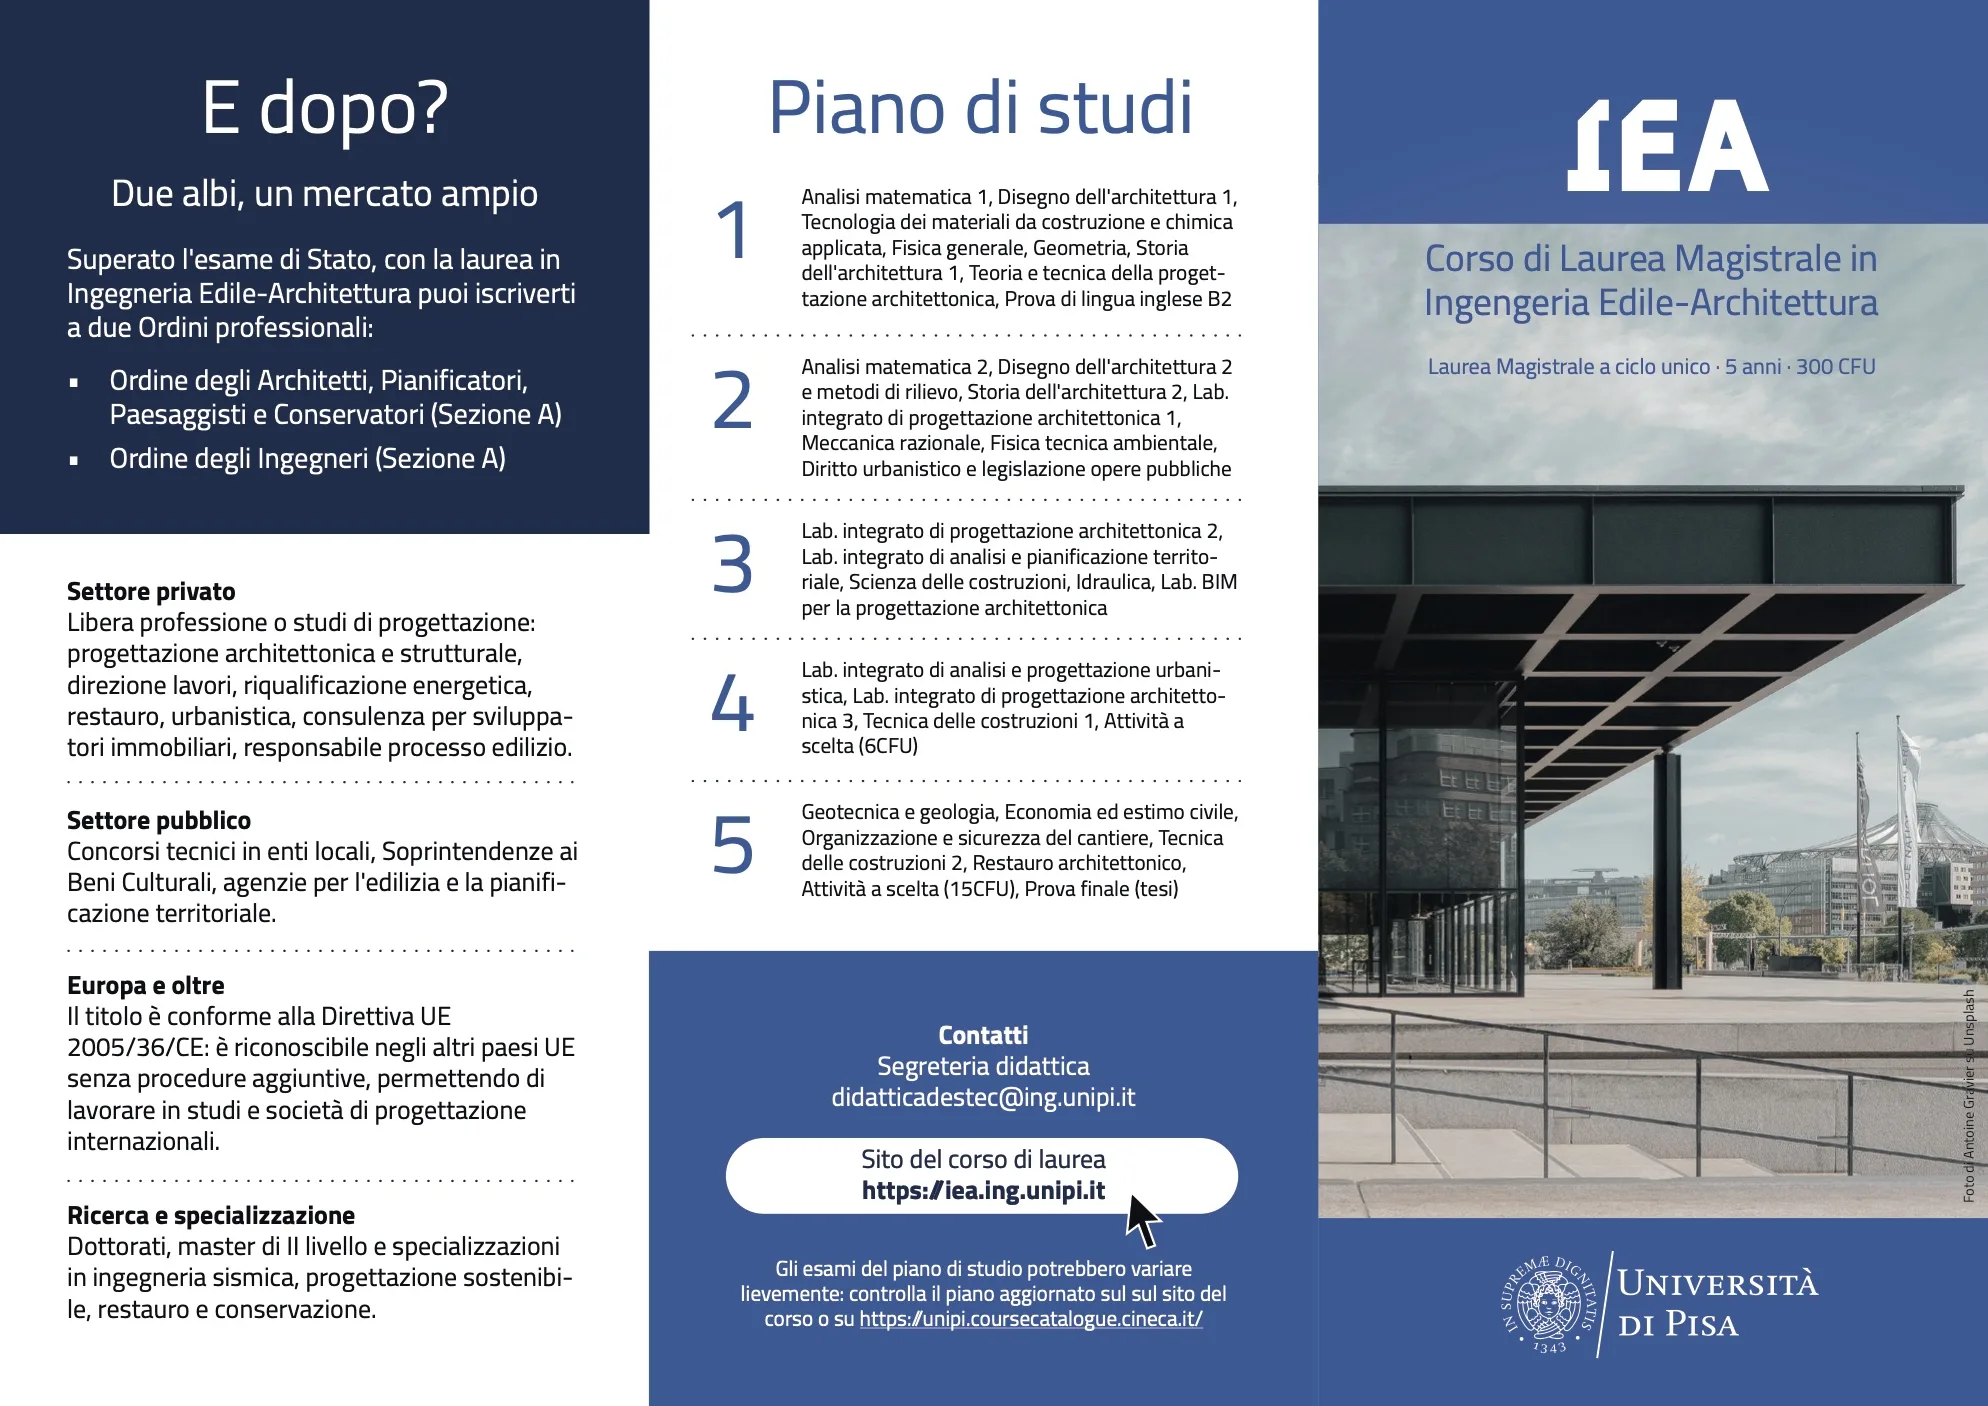 E dopo?
Due albi, un mercato ampio
Superato l'esame di Stato, con la laurea in
Ingegneria Edile-Architettura puoi iscriverti
a due Ordini professionali:
▪ Ordine degli Architetti, Pianificatori,
Paesaggisti e Conservatori (Sezione A)
▪ Ordine degli Ingegneri (Sezione A)
Settore privato
Libera professione o studi di progettazione:
progettazione architettonica e strutturale,
direzione lavori, riqualificazione energetica,
restauro, urbanistica, consulenza per sviluppa-
tori immobiliari, responsabile processo edilizio.
Settore pubblico
Concorsi tecnici in enti locali, Soprintendenze ai
Beni Culturali, agenzie per l'edilizia e la pianifi-
cazione territoriale.
Europa e oltre
Il titolo è conforme alla Direttiva UE
2005/36/CE: è riconoscibile negli altri paesi UE
senza procedure aggiuntive, permettendo di
lavorare in studi e società di progettazione
internazionali.
Ricerca e specializzazione
Dottorati, master di II livello e specializzazioni
in ingegneria sismica, progettazione sostenibi-
le, restauro e conservazione.
Piano di studi
1
Analisi matematica 1, Disegno dell'architettura 1,
Tecnologia dei materiali da costruzione e chimica
applicata, Fisica generale, Geometria, Storia
dell'architettura 1, Teoria e tecnica della proget-
tazione architettonica, Prova di lingua inglese B2
2
Analisi matematica 2, Disegno dell'architettura 2
e metodi di rilievo, Storia dell'architettura 2, Lab.
integrato di progettazione architettonica 1,
Meccanica razionale, Fisica tecnica ambientale,
Diritto urbanistico e legislazione opere pubbliche
3
Lab. integrato di progettazione architettonica 2,
Lab. integrato di analisi e pianificazione territo-
riale, Scienza delle costruzioni, Idraulica, Lab. BIM
per la progettazione architettonica
4
Lab. integrato di analisi e progettazione urbani-
stica, Lab. integrato di progettazione architetto-
nica 3, Tecnica delle costruzioni 1, Attività a
scelta (6CFU)
5
Geotecnica e geologia, Economia ed estimo civile,
Organizzazione e sicurezza del cantiere, Tecnica
delle costruzioni 2, Restauro architettonico,
Attività a scelta (15CFU), Prova finale (tesi)
Contatti
Segreteria didattica
didatticadestec@ing.unipi.it
Sito del corso di laurea
https://iea.ing.unipi.it
Gli esami del piano di studio potrebbero variare
lievemente: controlla il piano aggiornato sul sul sito del
corso o su https://unipi.coursecatalogue.cineca.it/
IEA
Corso di Laurea Magistrale in
Ingengeria Edile-Architettura
Laurea Magistrale a ciclo unico · 5 anni · 300 CFU
Foto di Antoine Gravier su Unsplash
IN SUPREMÆ DIGNITATIS
• 1343 •
UNIVERSITÀ
DI PISA